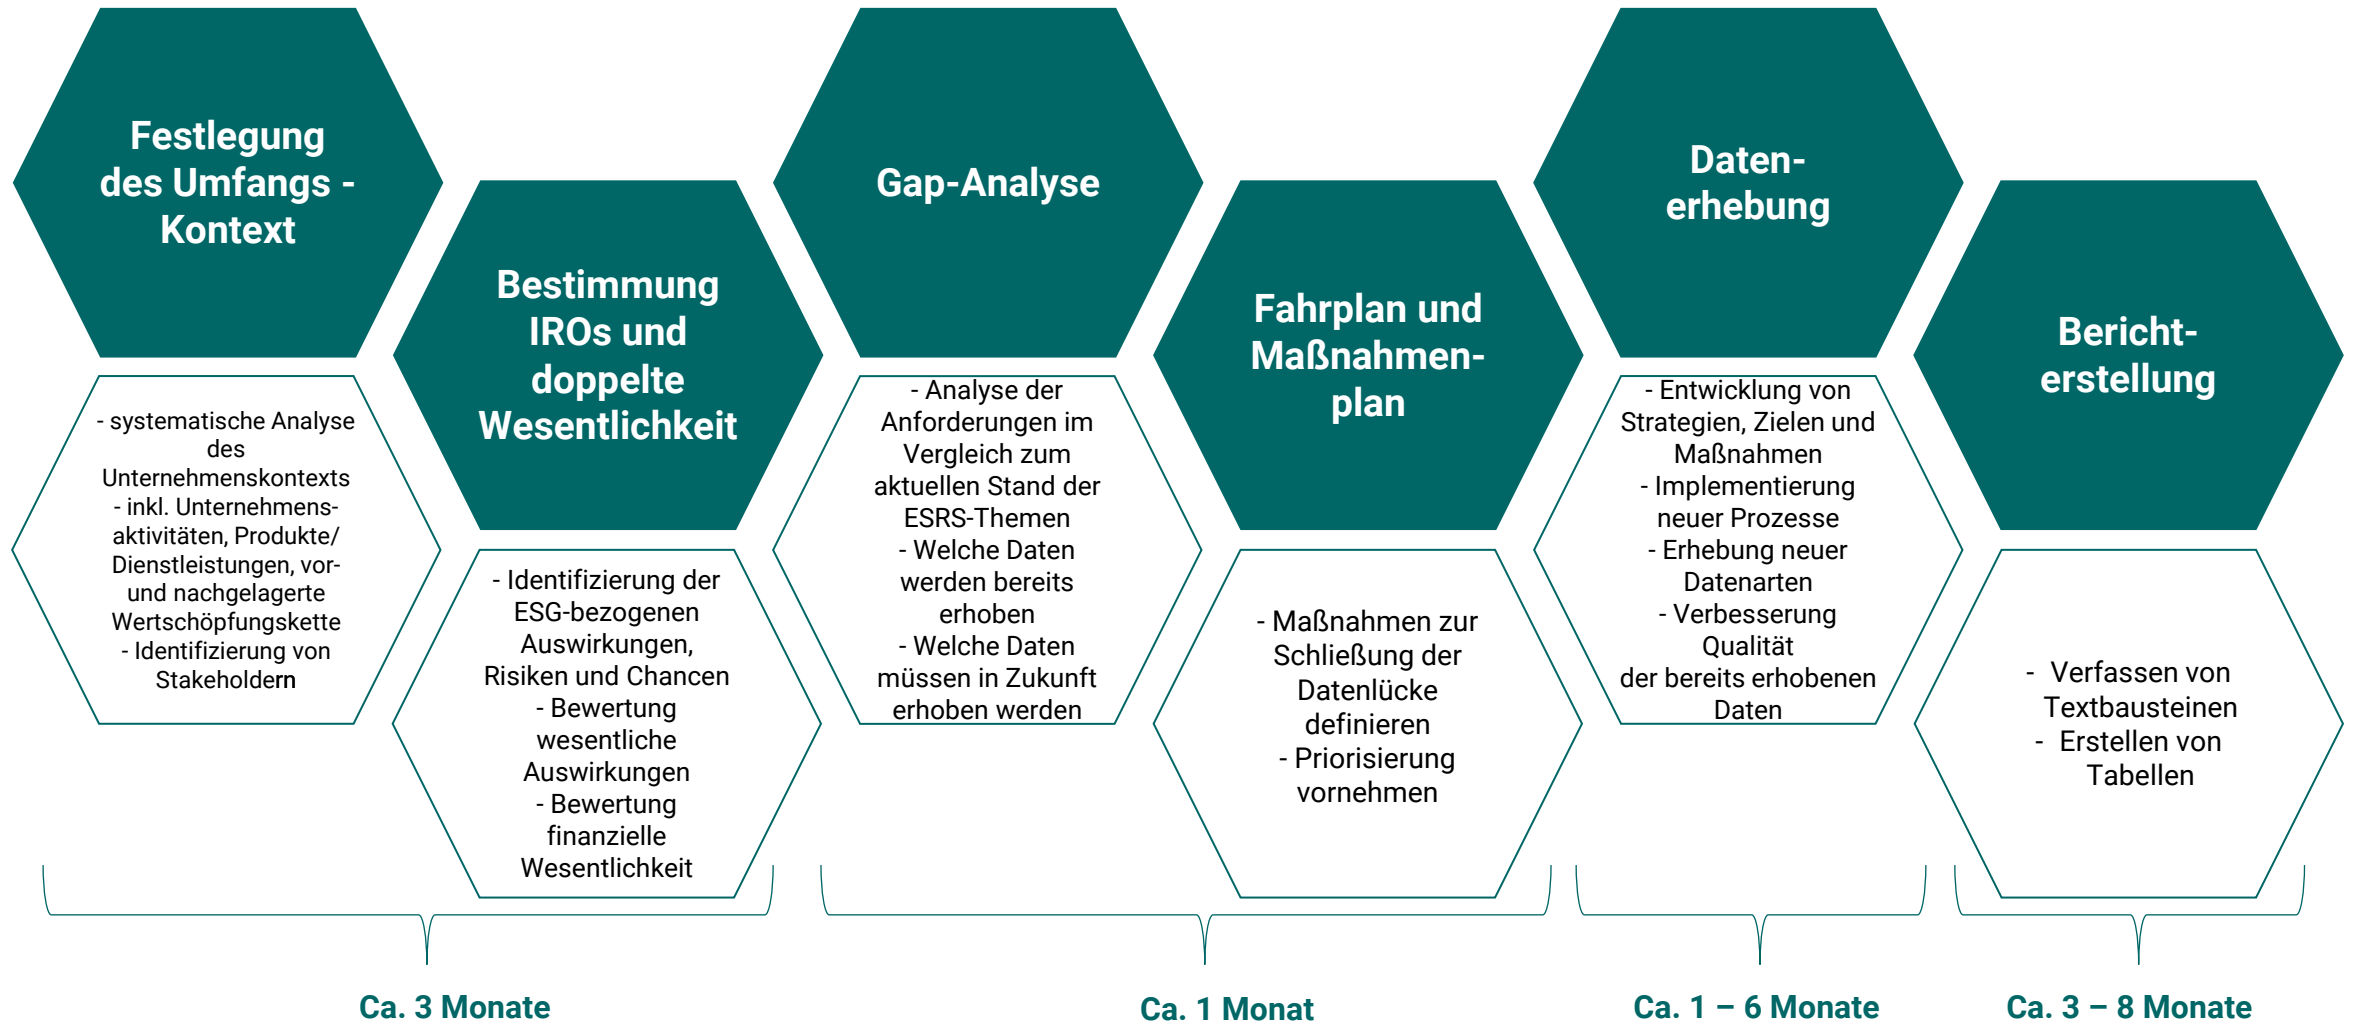 Festlegung
des Umfangs -
Kontext
- systematische Analyse
des
Unternehmenskontexts
- inkl. Unternehmens-
aktivitäten, Produkte/
Dienstleistungen, vor-
und nachgelagerte
Wertschöpfungskette
- Identifizierung von
Stakeholdern
Bestimmung
IROs und
doppelte
Wesentlichkeit
- Identifizierung der
ESG-bezogenen
Auswirkungen,
Risiken und Chancen
- Bewertung
wesentliche
Auswirkungen
- Bewertung
finanzielle
Wesentlichkeit
Gap-Analyse
- Analyse der
Anforderungen im
Vergleich zum
aktuellen Stand der
ESRS-Themen
- Welche Daten
werden bereits
erhoben
- Welche Daten
müssen in Zukunft
erhoben werden
Fahrplan und
Maßnahmen-
plan
- Maßnahmen zur
Schließung der
Datenlücke
definieren
- Priorisierung
vornehmen
Daten-
erhebung
- Entwicklung von
Strategien, Zielen und
Maßnahmen
- Implementierung
neuer Prozesse
- Erhebung neuer
Datenarten
- Verbesserung
Qualität
der bereits erhobenen
Daten
Bericht-
erstellung
- Verfassen von
Textbausteinen
- Erstellen von
Tabellen
Ca. 3 Monate
Ca. 1 Monat
Ca. 1 – 6 Monate
Ca. 3 – 8 Monate